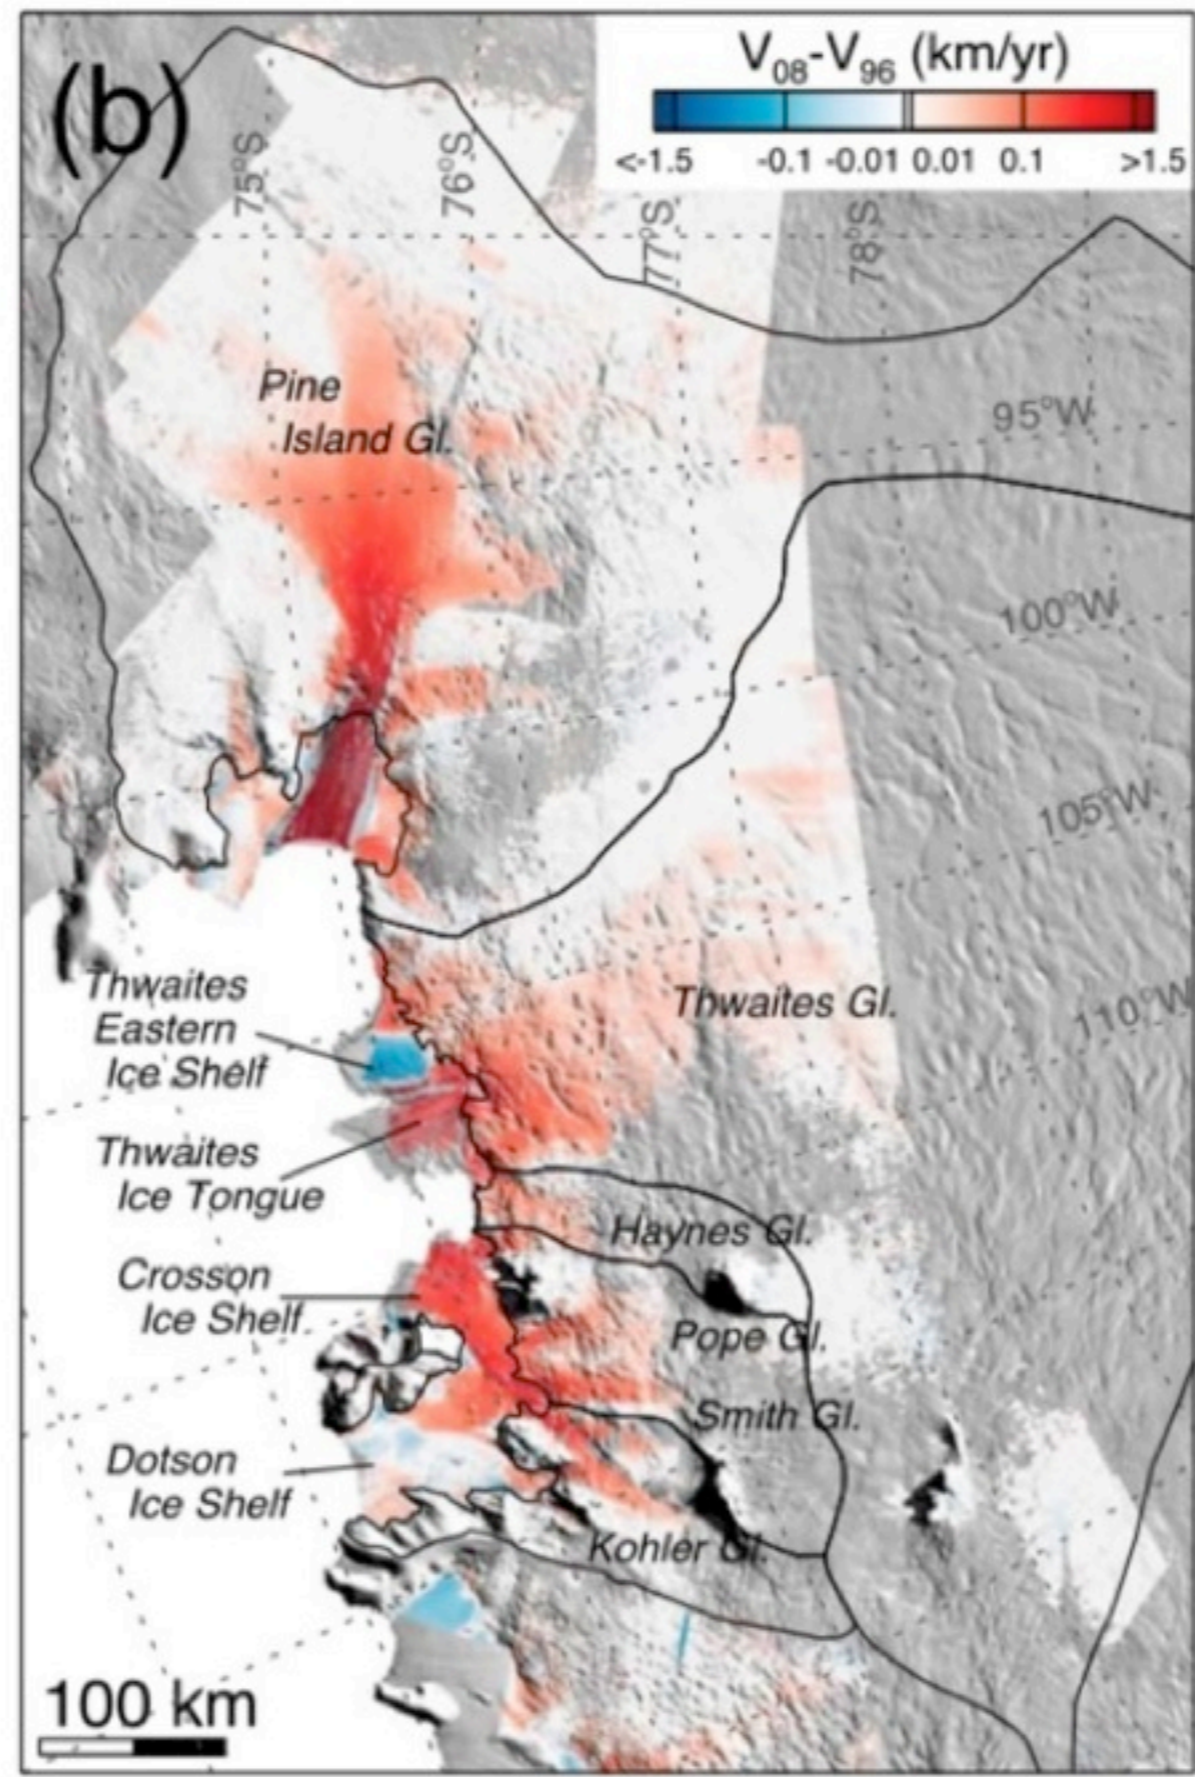 (b)
V08-V96 (km/yr)
<-1.5 -0.1 -0.01 0.01 0.1 >1.5
75°S
76°S
77°S
78°S
95°W
Pine
Island Gl.
100°W
105°W
Thwaites
Eastern
Ice Shelf
Thwaites Gl.
110°W
Thwaites
Ice Tongue
Haynes Gl.
Crosson
Ice Shelf
Pope Gl.
Smith Gl.
Dotson
Ice Shelf
Kohler Gl.
100 km